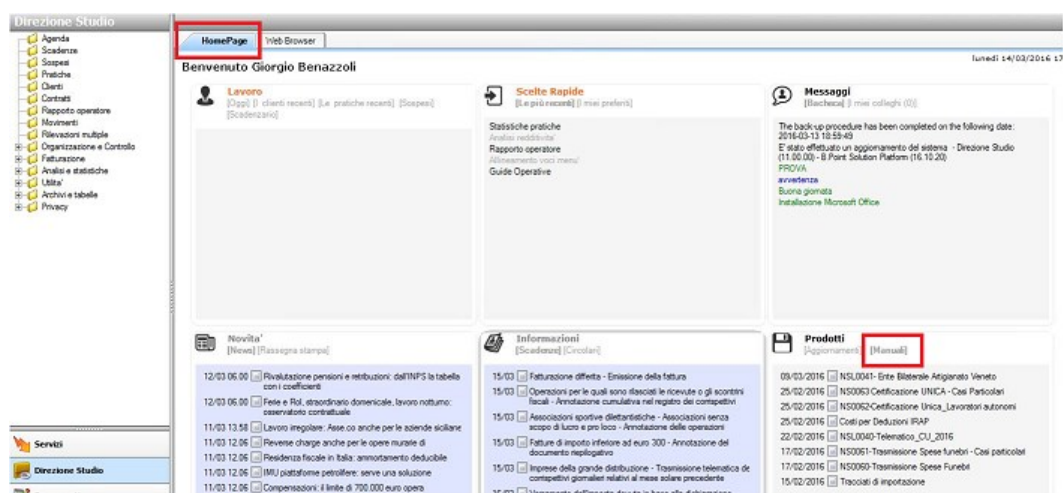 Direzione Studio
Agenda
Scadenze
Sospesi
Pratiche
Clienti
Contratti
Rapporto operatore
Movimenti
Rilevazioni multiple
Organizzazione e Controllo
Fatturazione
Analisi e statistiche
Utilita'
Archivi e tabelle
Privacy
Servizi
Direzione Studio
HomePage
Web Browser
Benvenuto Giorgio Benazzoli
lunedì 14/03/2016 17
Lavoro
[Oggi] [I clienti recenti] [Le pratiche recenti] [Sospesi]
[Scadenzario]
Scelte Rapide
[Le più recenti] [I miei preferiti]
Statistiche pratiche
Analisi redditivita'
Rapporto operatore
Allineamento voci menu'
Guide Operative
Messaggi
[Bacheca] [I miei colleghi (0)]
The back-up procedure has been completed on the following date:
2016-03-13 18:59:49
E' stato effettuato un aggiornamento del sistema - Direzione Studio
(11.00.00) - B.Point Solution Platform (16.10.20)
PROVA
avvertenza
Buona giornata
Installazione Microsoft Office
Novita'
[News] [Rassegna stampa]
12/03 06.00 Rivalutazione pensioni e retribuzioni: dall'INPS la tabella
con i coefficienti
12/03 06.00 Ferie e Rol, straordinario domenicale, lavoro notturno:
osservatorio contrattuale
11/03 13.58 Lavoro irregolare: Asse.co anche per le aziende siciliane
11/03 12.06 Reverse charge anche per le opere murarie di
11/03 12.06 Residenza fiscale in Italia: ammortamento deducibile
11/03 12.06 IMU piattaforme petrolifere: serve una soluzione
11/03 12.06 Compensazioni: il limite di 700.000 euro opera
Informazioni
[Scadenze] [Circolari]
15/03 Fatturazione differita - Emissione della fattura
15/03 Operazioni per le quali sono rilasciati le ricevute o gli scontrini
fiscali - Annotazione cumulativa nel registro dei corrispettivi
15/03 Associazioni sportive dilettantistiche - Associazioni senza
scopo di lucro e pro loco - Annotazione delle operazioni
15/03 Fatture di importo inferiore ad euro 300 - Annotazione del
documento riepilogativo
15/03 Imprese della grande distribuzione - Trasmissione telematica de
corrispettivi giornalieri relativi al mese solare precedente
Prodotti
[Aggiornamenti] [Manuali]
09/03/2016 NSL0041- Ente Bilaterale Artigianato Veneto
25/02/2016 NS0063 Certificazione UNICA - Casi Particolari
25/02/2016 NS0062-Certificazione Unica_Lavoratori autonomi
25/02/2016 Costi per Deduzioni IRAP
22/02/2016 NSL0040-Telematico_CU_2016
17/02/2016 NS0061-Trasmissione Spese funebri - Casi particolari
17/02/2016 NS0060-Trasmissione Spese Funebri
15/02/2016 Tracciati di importazione